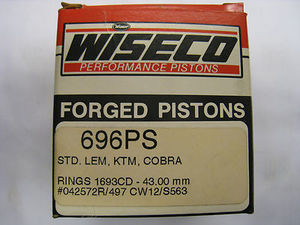 Wiseco
WISECO
PERFORMANCE PISTONS
FORGED PISTONS
696PS
STD. LEM, KTM, COBRA
RINGS 1693CD - 43.00 mm
#042572R/497 CW12/S563